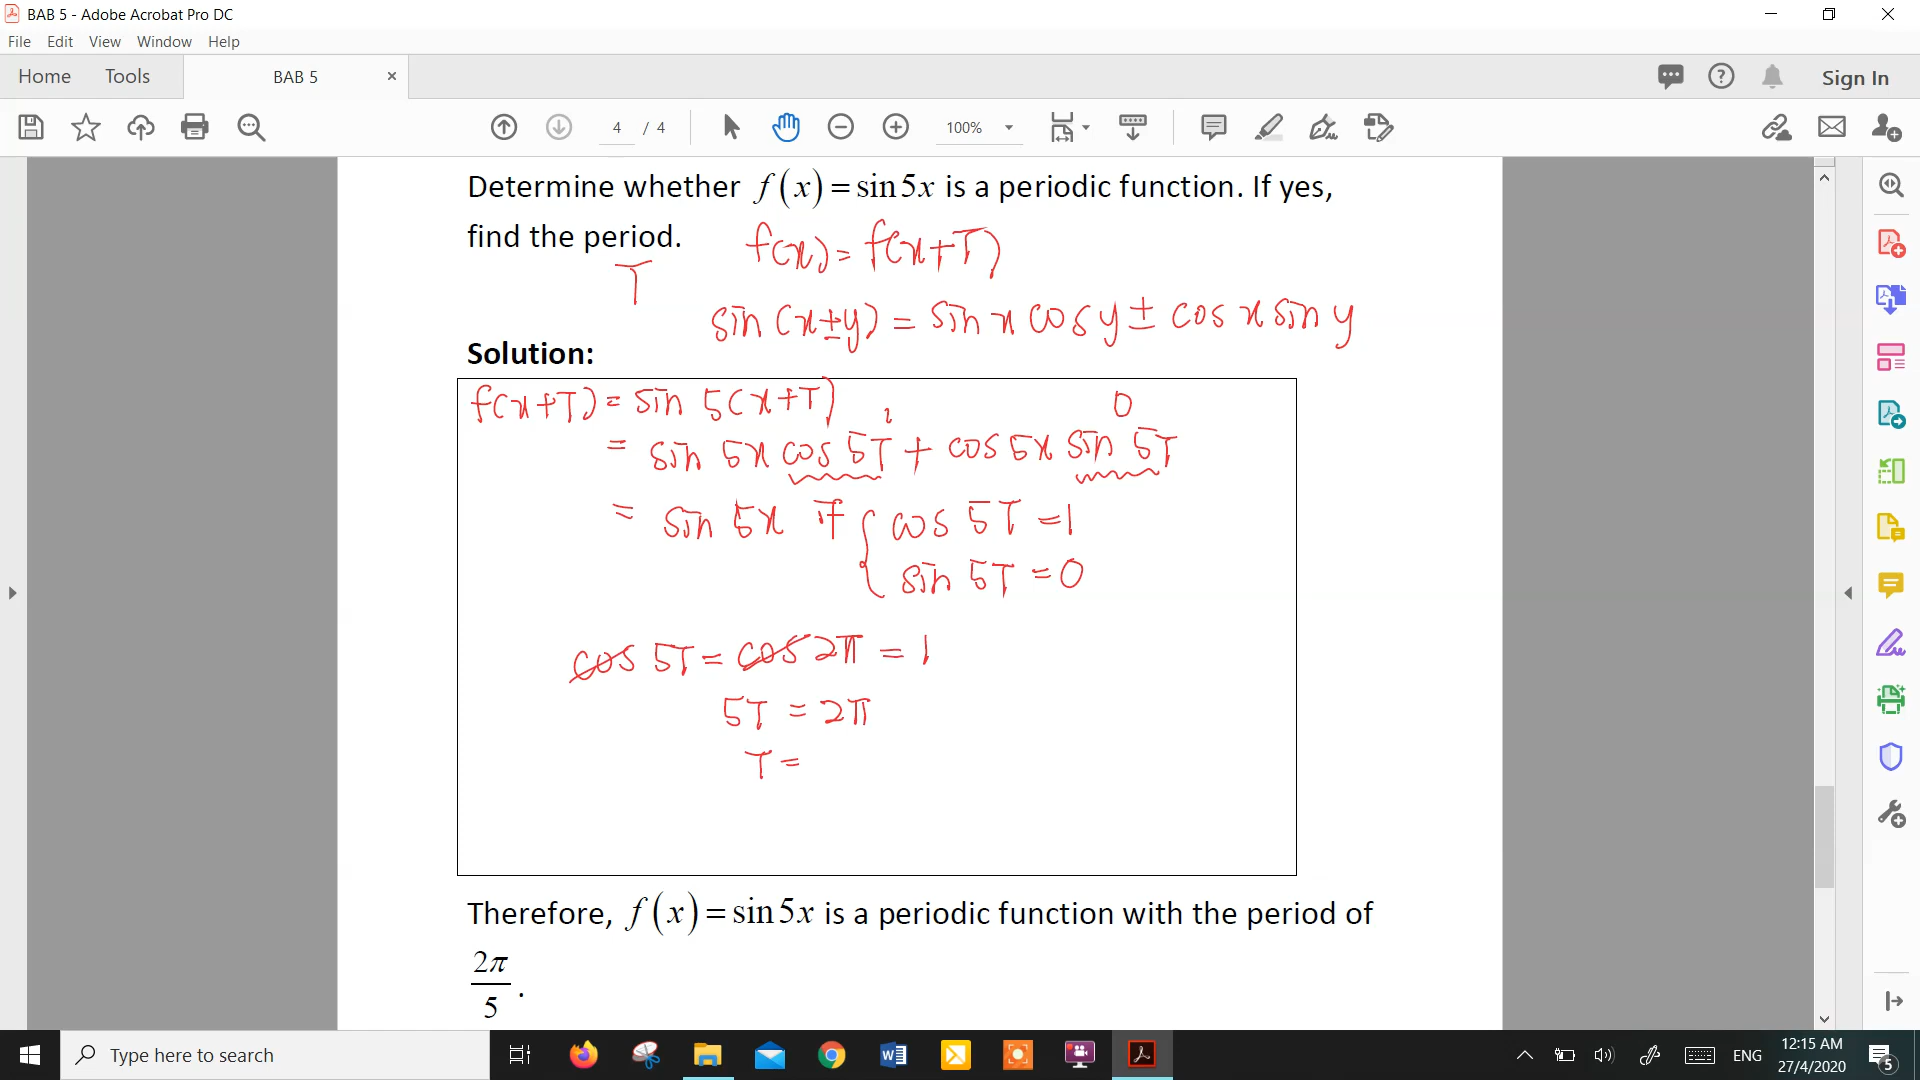 BAB 5 - Adobe Acrobat Pro DC
File Edit View Window Help
Home Tools BAB 5 × Sign In
4 / 4 100%
Determine whether f(x)=sin5x is a periodic function. If yes,
find the period. f(x) = f(x+T)
T
sin(x±y) = sin x cos y ± cos x sin y
Solution:
f(x+T) = sin 5(x+T)
1 0
= sin 5x cos 5T + cos 5x sin 5T
= sin 5x if { cos 5T = 1
sin 5T = 0
cos 5T = cos 2π = 1
5T = 2π
T =
Therefore, f(x)=sin5x is a periodic function with the period of
2π/5.
Type here to search
ENG
12:15 AM
27/4/2020
5